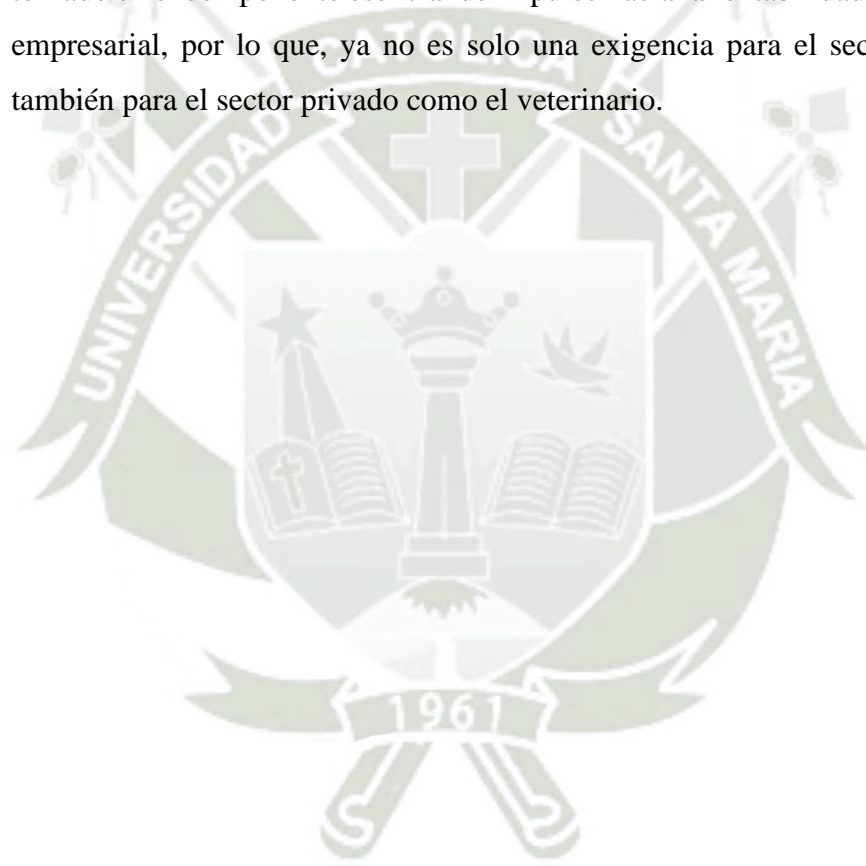 empresarial, por lo que, ya no es solo una exigencia para el sec
también para el sector privado como el veterinario.
UNIVERSIDAD CATOLICA SANTA MARIA
1961